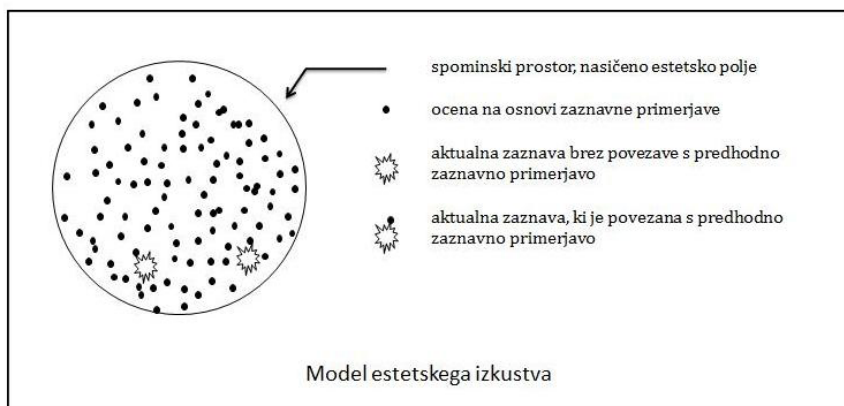 spominski prostor, nasičeno estetsko polje
ocena na osnovi zaznavne primerjave
aktualna zaznava brez povezave s predhodno
zaznavno primerjavo
aktualna zaznava, ki je povezana s predhodno
zaznavno primerjavo
Model estetskega izkustva